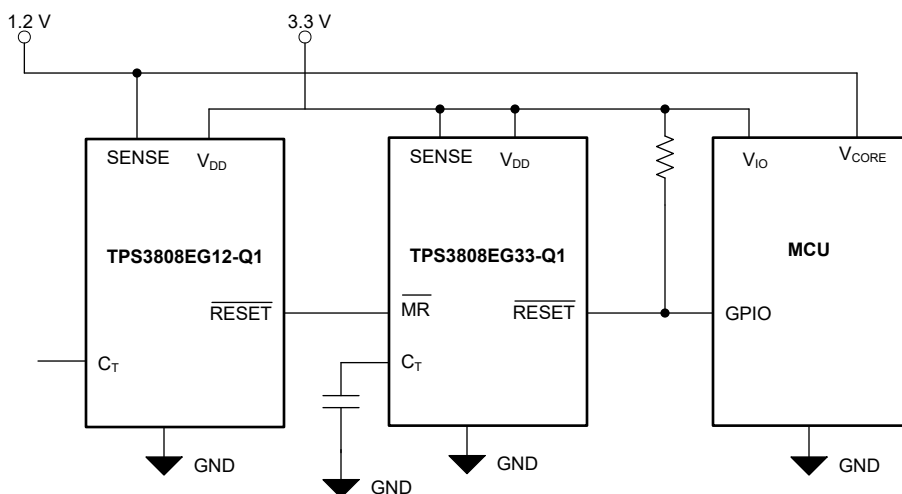 1.2 V
3.3 V
SENSE
VDD
TPS3808EG12-Q1
RESET
CT
GND
SENSE
VDD
TPS3808EG33-Q1
MR
RESET
CT
GND
GND
VIO
VCORE
MCU
GPIO
GND